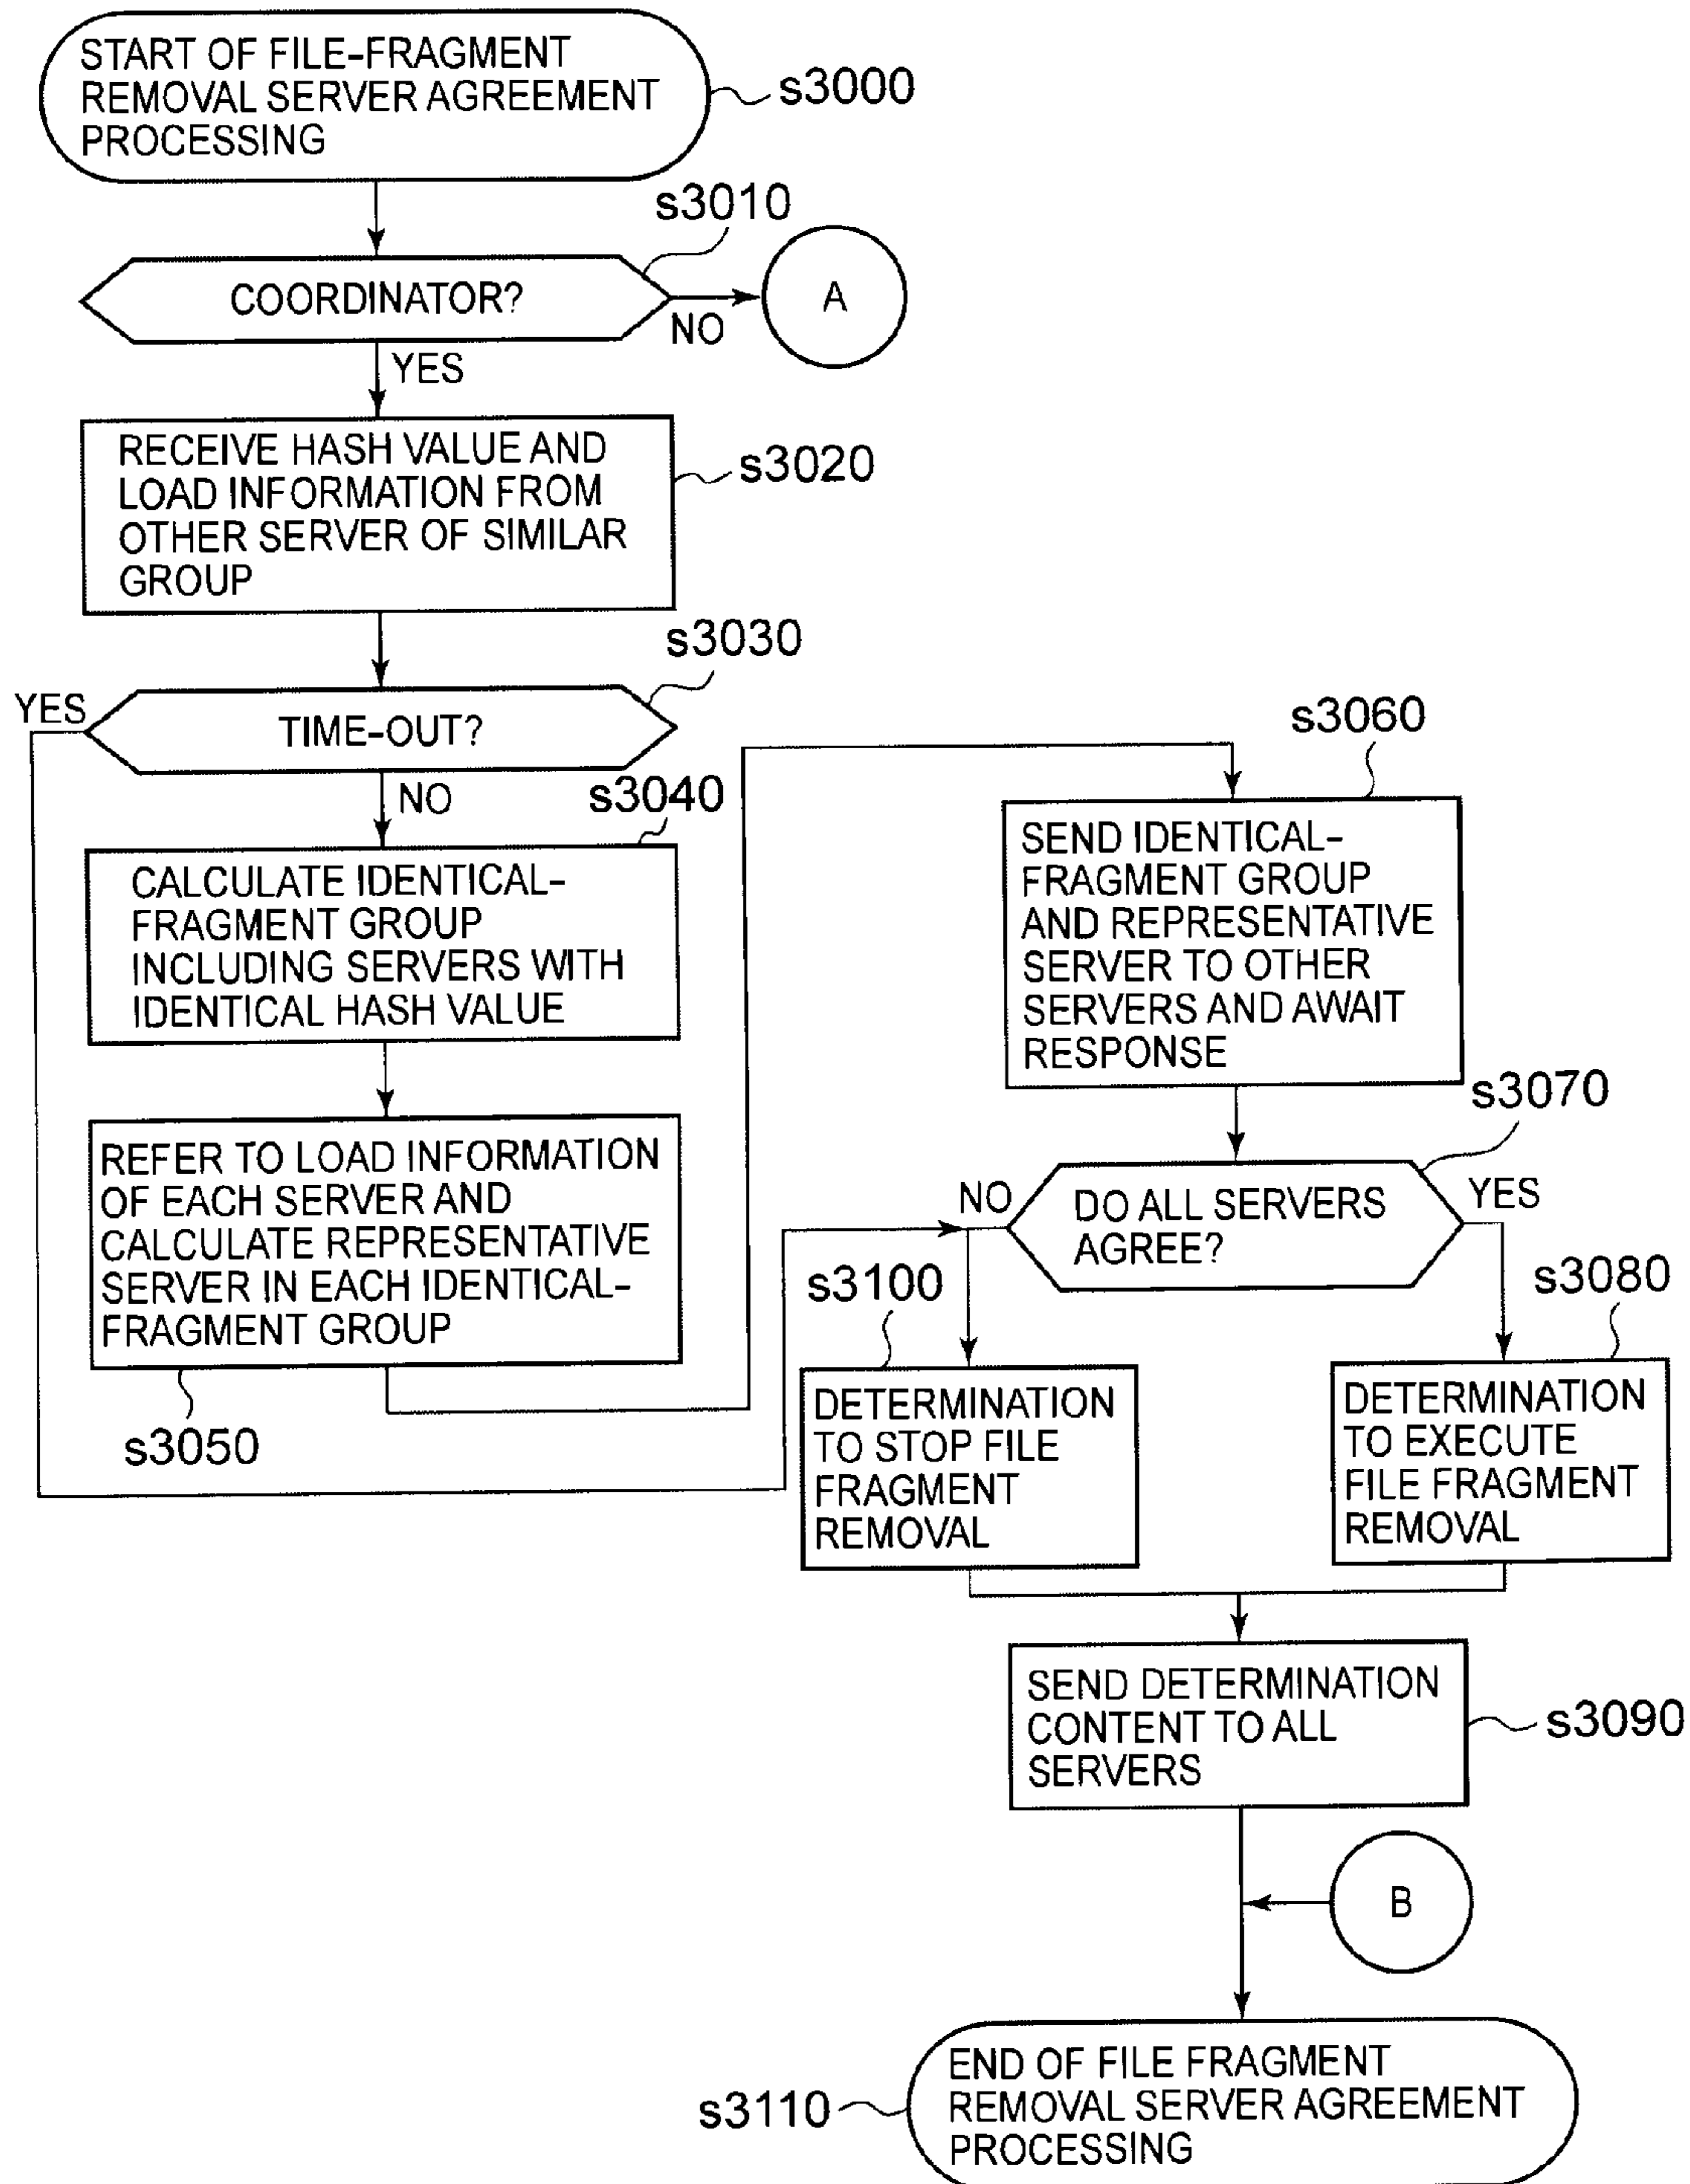 START OF FILE-FRAGMENT
REMOVAL SERVER AGREEMENT
PROCESSING
s3000
s3010
COORDINATOR?
NO
A
YES
RECEIVE HASH VALUE AND
LOAD INFORMATION FROM
OTHER SERVER OF SIMILAR
GROUP
s3020
s3030
YES
TIME-OUT?
NO
s3040
CALCULATE IDENTICAL-
FRAGMENT GROUP
INCLUDING SERVERS WITH
IDENTICAL HASH VALUE
REFER TO LOAD INFORMATION
OF EACH SERVER AND
CALCULATE REPRESENTATIVE
SERVER IN EACH IDENTICAL-
FRAGMENT GROUP
s3050
s3060
SEND IDENTICAL-
FRAGMENT GROUP
AND REPRESENTATIVE
SERVER TO OTHER
SERVERS AND AWAIT
RESPONSE
s3070
NO
DO ALL SERVERS
AGREE?
YES
s3100
s3080
DETERMINATION
TO STOP FILE
FRAGMENT
REMOVAL
DETERMINATION
TO EXECUTE
FILE FRAGMENT
REMOVAL
SEND DETERMINATION
CONTENT TO ALL
SERVERS
s3090
B
END OF FILE FRAGMENT
REMOVAL SERVER AGREEMENT
PROCESSING
s3110